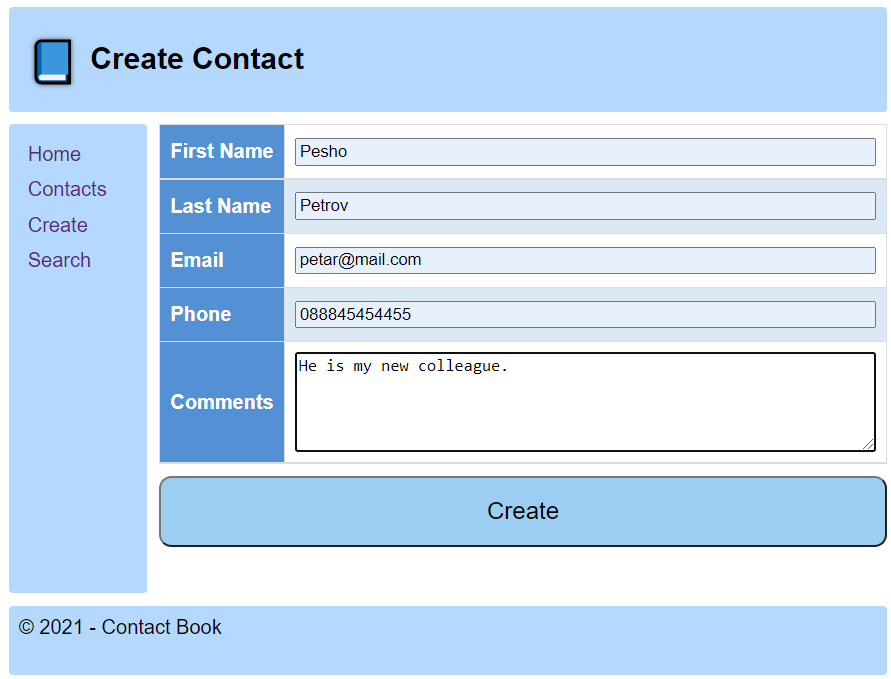 Create Contact
Home
Contacts
Create
Search
First Name Pesho
Last Name Petrov
Email petar@mail.com
Phone 088845454455
Comments He is my new colleague.
Create
© 2021 - Contact Book